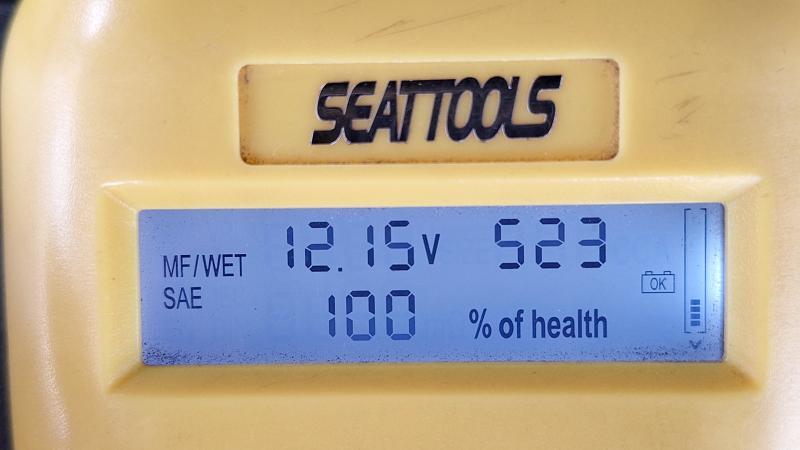 SEATTOOLS
MF/WET 12.15V 523
SAE 100 % of health
OK